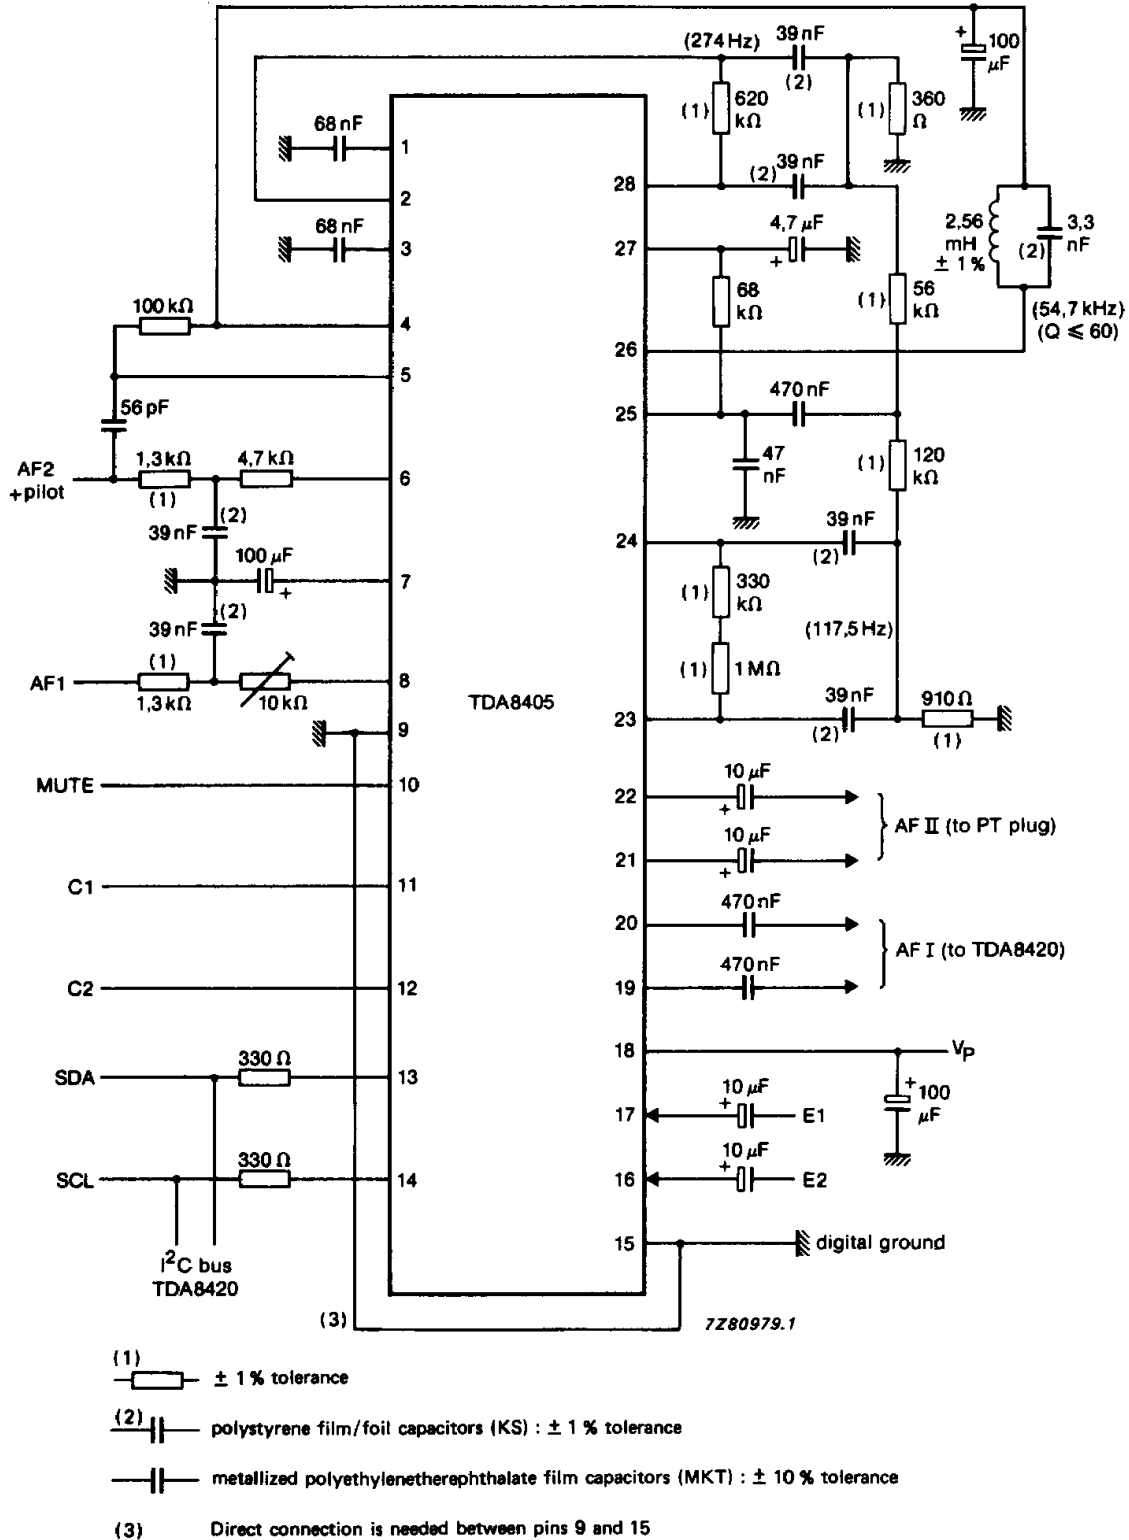 (274 Hz)
39 nF
(2)
+
100
µF
(1)
620
kΩ
(1)
360
Ω
68 nF
1
28
39 nF
(2)
2
68 nF
3
27
4,7 µF
+
2,56
mH
± 1%
(2)
3,3
nF
68
kΩ
(1)
56
kΩ
(54,7 kHz)
(Q ≤ 60)
100 kΩ
4
26
5
56 pF
25
470 nF
AF2
+pilot
1,3 kΩ
(1)
4,7 kΩ
6
47
nF
(1)
120
kΩ
39 nF
(2)
24
39 nF
(2)
100 µF
+
7
(1)
330
kΩ
39 nF
(2)
(117,5 Hz)
AF1
(1)
1,3 kΩ
10 kΩ
8
TDA8405
(1)
1 MΩ
9
23
39 nF
(2)
910 Ω
(1)
MUTE
10
22
10 µF
+
21
10 µF
+
AF II (to PT plug)
C1
11
20
470 nF
19
470 nF
AF I (to TDA8420)
C2
12
18
VP
+
100
µF
SDA
330 Ω
13
17
10 µF
+
E1
SCL
330 Ω
14
16
10 µF
+
E2
I²C bus
TDA8420
15
digital ground
(3)
7Z80979.1
(1)
± 1 % tolerance
(2)
polystyrene film/foil capacitors (KS) : ± 1 % tolerance
metallized polyethylenetherephthalate film capacitors (MKT) : ± 10 % tolerance
(3) Direct connection is needed between pins 9 and 15